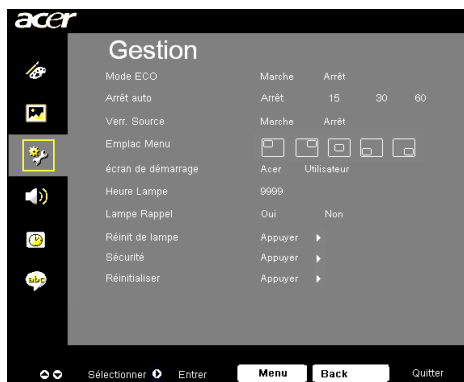 acer
Gestion
Mode ECO Marche Arrêt
Arrêt auto Arrêt 15 30 60
Verr. Source Marche Arrêt
Emplac Menu
écran de démarrage Acer Utilisateur
Heure Lampe 9999
Lampe Rappel Oui Non
Réinit de lampe Appuyer
Sécurité Appuyer
Réinitialiser Appuyer
abc
Sélectionner Entrer Menu Back Quitter